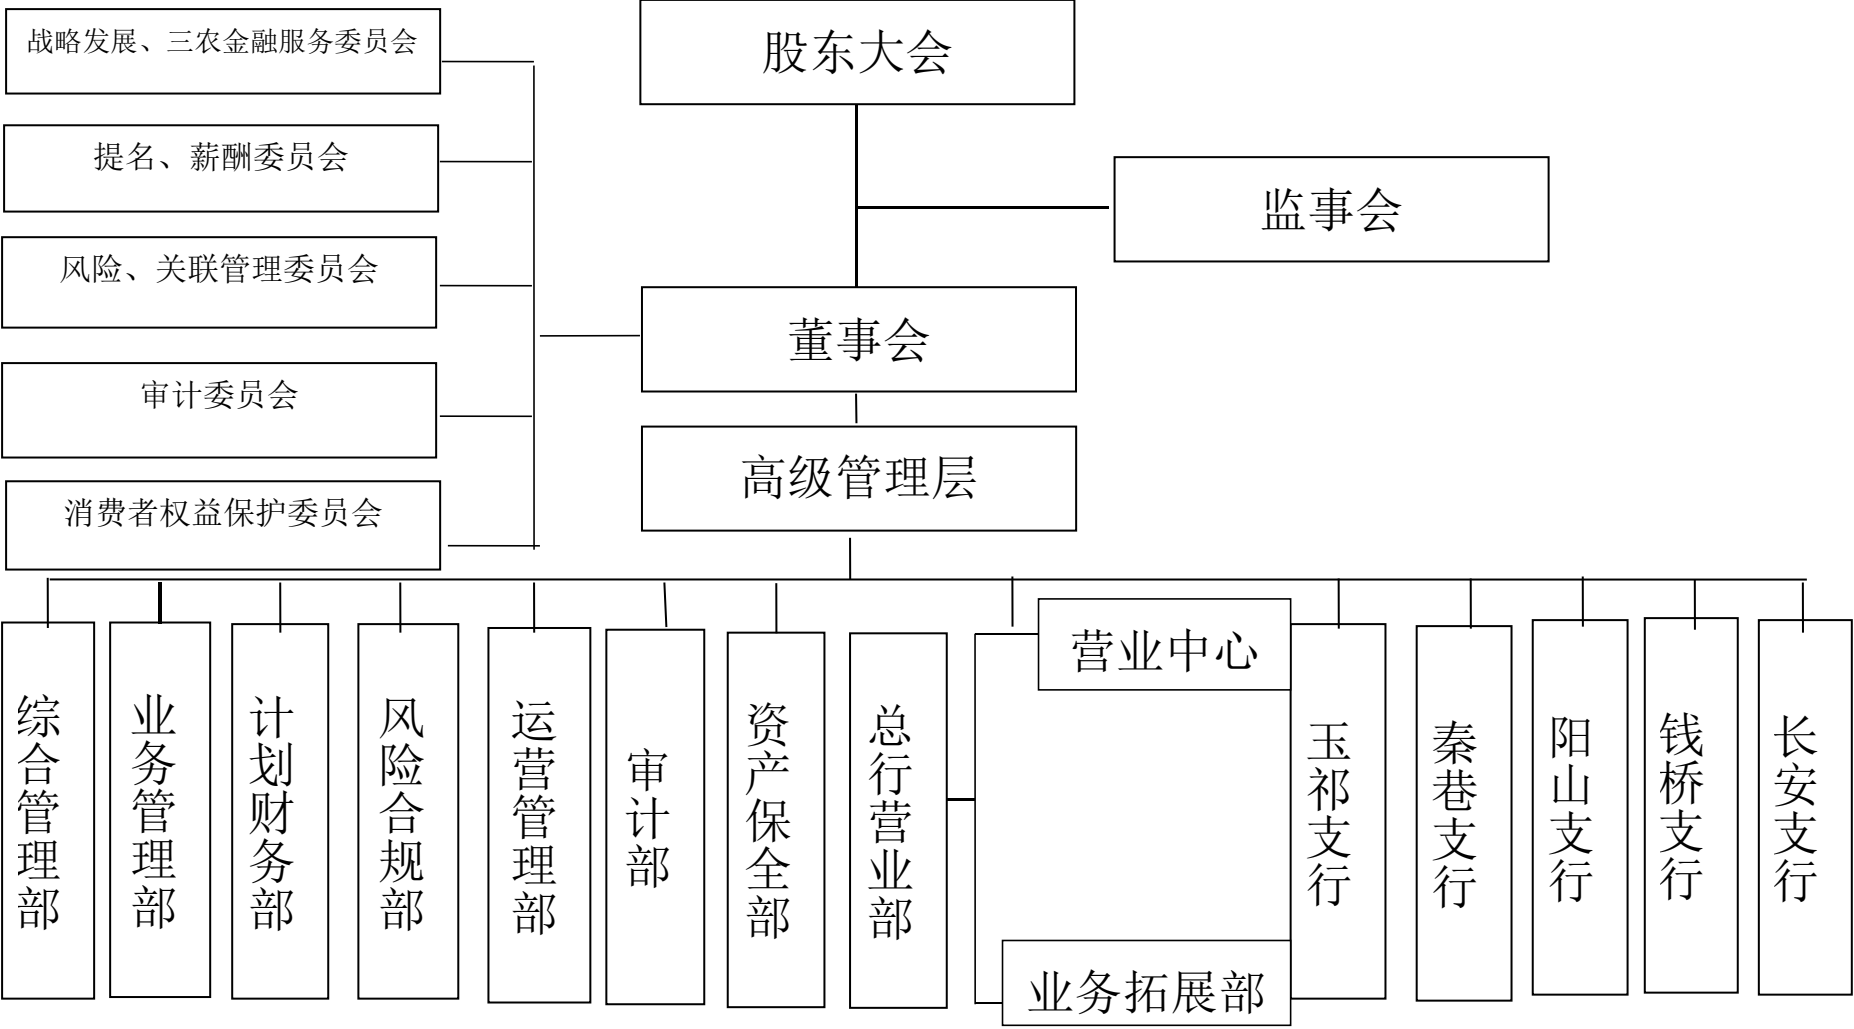 战略发展、三农金融服务委员会
股东大会
提名、薪酬委员会
监事会
风险、关联管理委员会
董事会
审计委员会
高级管理层
消费者权益保护委员会
综合管理部
业务管理部
计划财务部
风险合规部
运营管理部
审计部
资产保全部
总行营业部
营业中心
业务拓展部
玉祁支行
秦巷支行
阳山支行
钱桥支行
长安支行